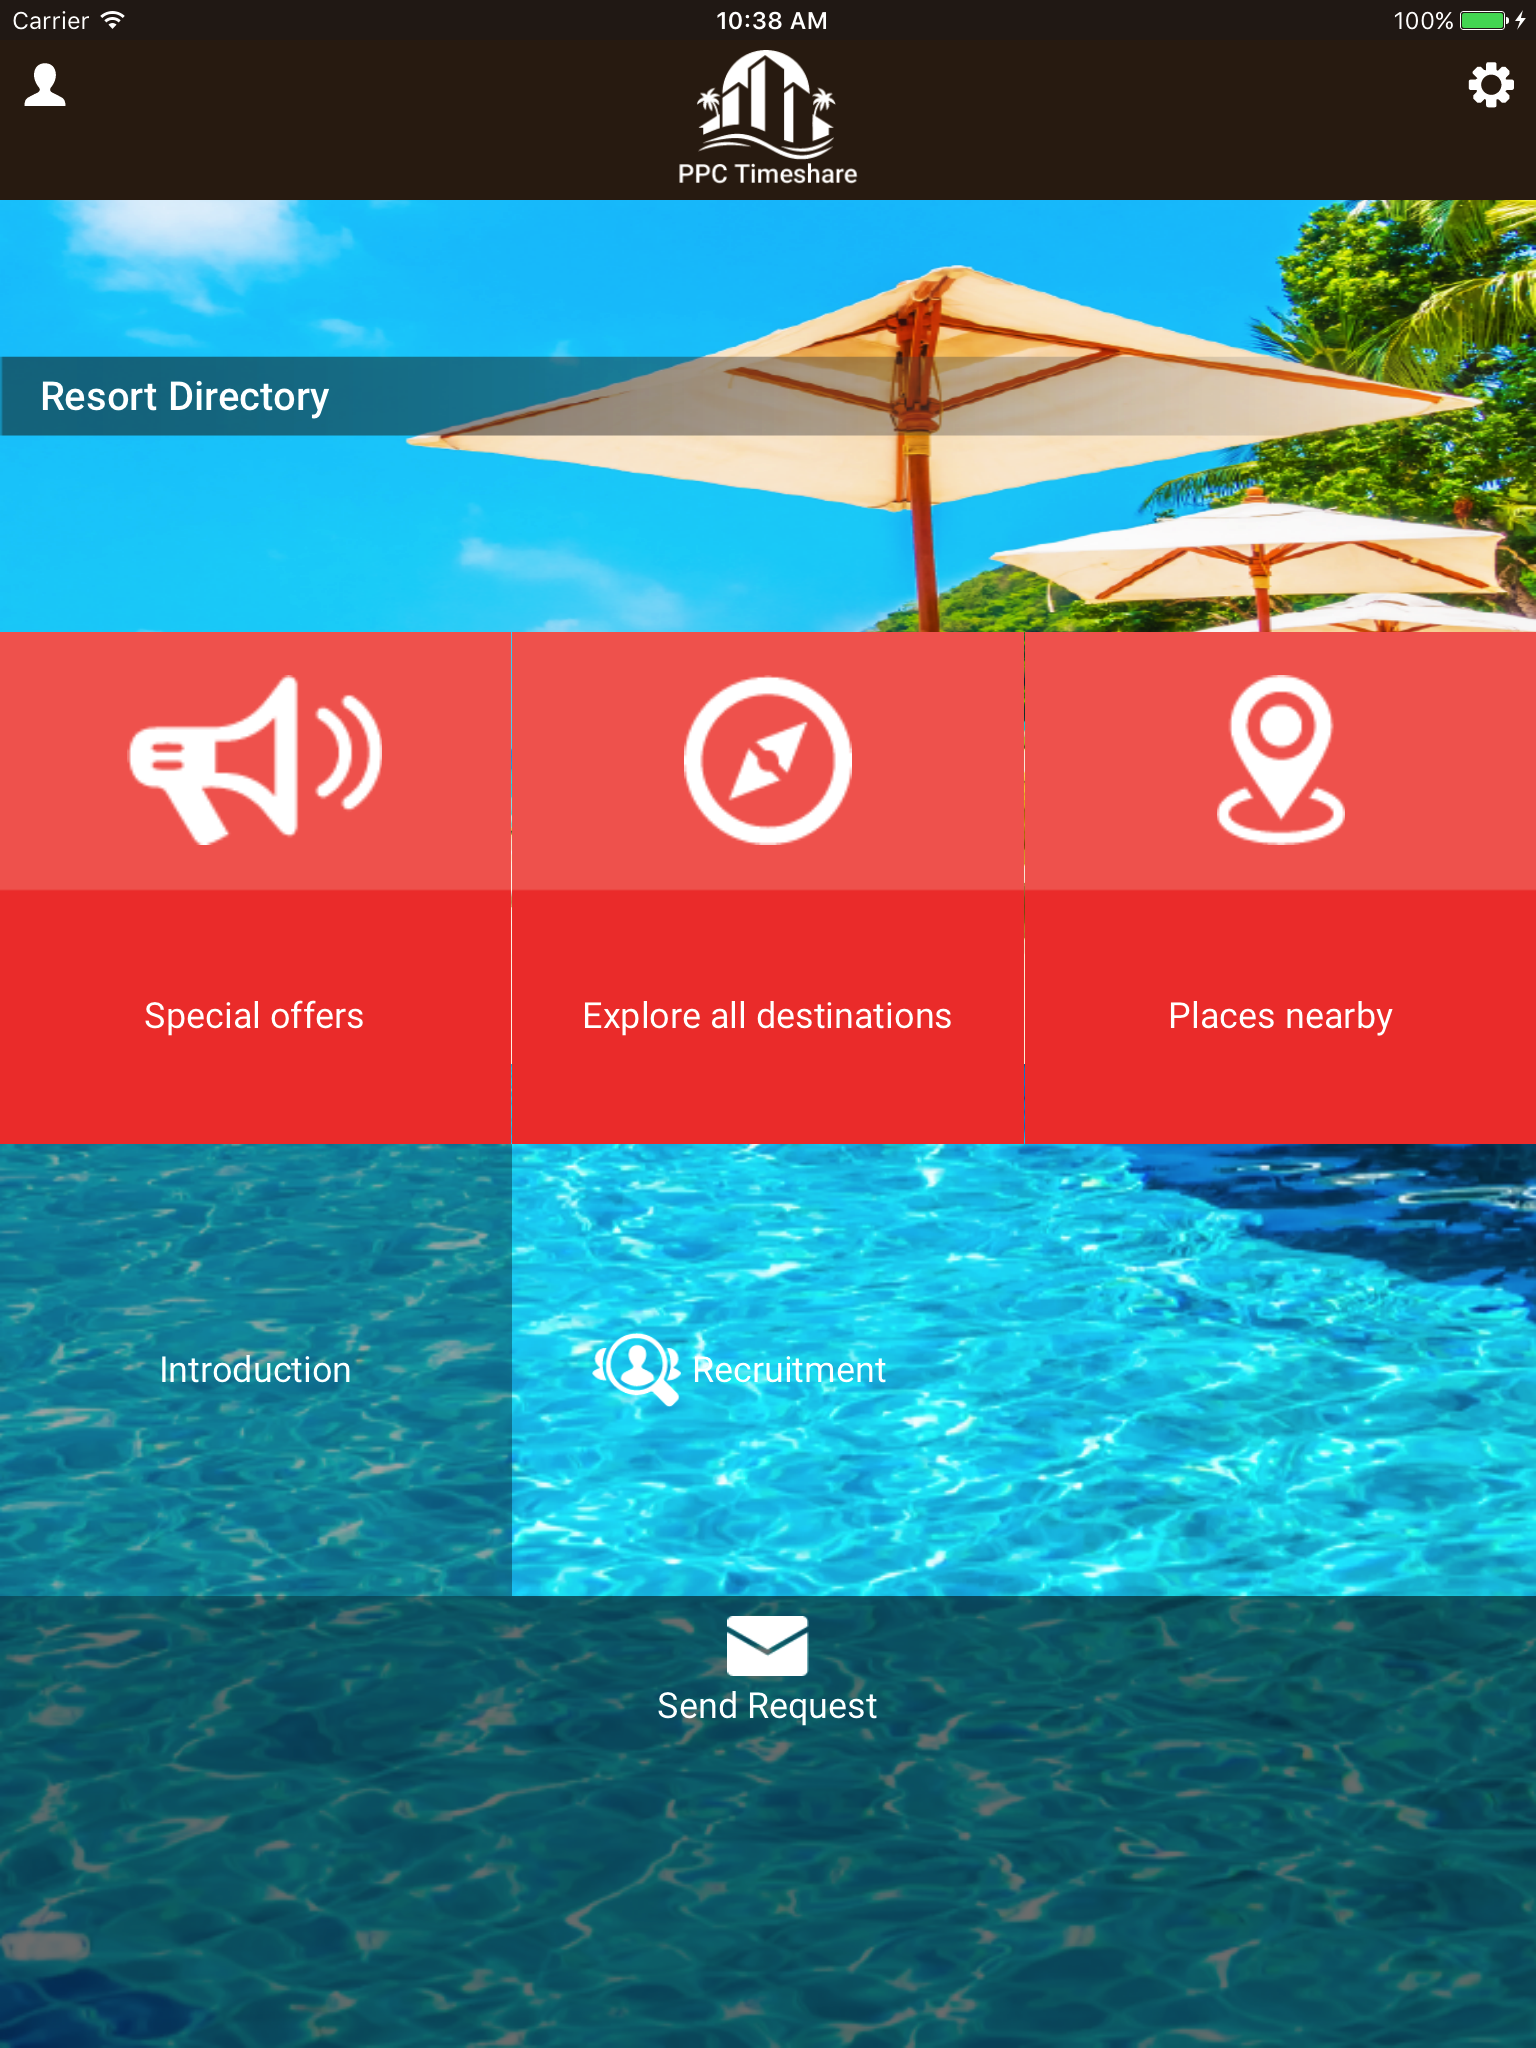 Carrier 10:38 AM 100%
PPC Timeshare
Resort Directory
Special offers
Explore all destinations
Places nearby
Introduction
Recruitment
Send Request